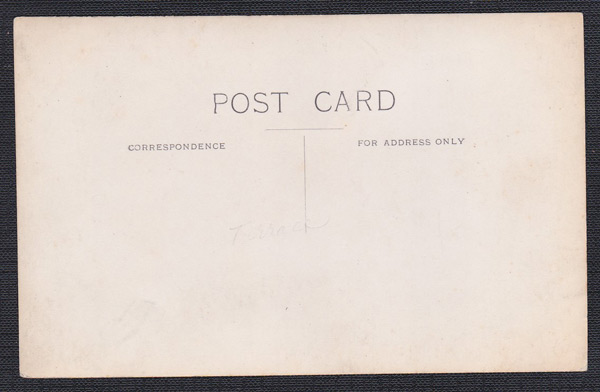 POST CARD
CORRESPONDENCE
FOR ADDRESS ONLY